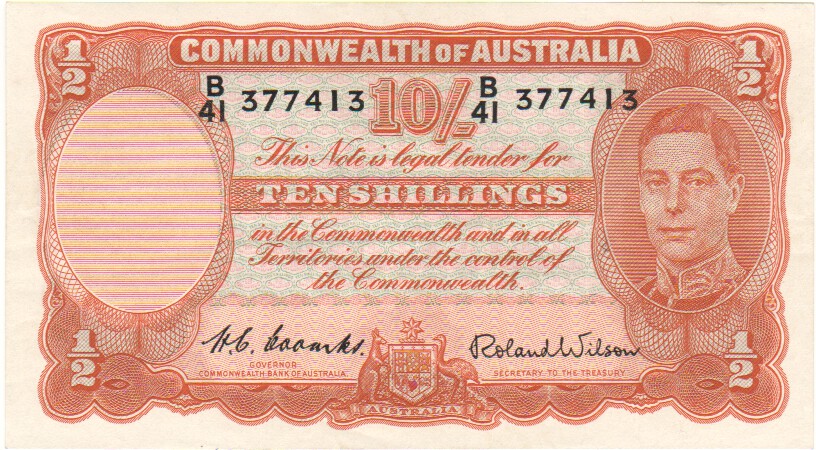 1/2 COMMONWEALTH OF AUSTRALIA 1/2
B/41 377413 10/- B/41 377413
This Note is legal tender for
TEN SHILLINGS
in the Commonwealth and in all
Territories under the control of
the Commonwealth.
1/2 H.C. Coombs. Roland Wilson 1/2
GOVERNOR
COMMONWEALTH BANK OF AUSTRALIA. SECRETARY TO THE TREASURY
AUSTRALIA